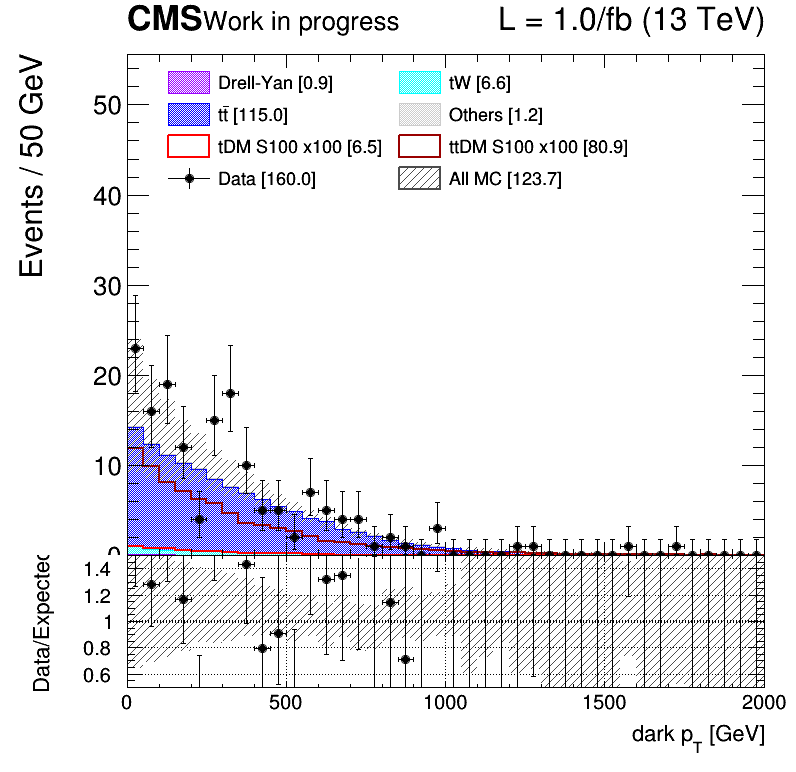 CMS Work in progress L = 1.0/fb (13 TeV)
Drell-Yan [0.9] tW [6.6]
tt̄ [115.0] Others [1.2]
tDM S100 x100 [6.5] ttDM S100 x100 [80.9]
Data [160.0] All MC [123.7]
Events / 50 GeV
50
40
30
20
10
0
Data/Expected
1.4
1.2
1
0.8
0.6
0 500 1000 1500 2000
dark p_T [GeV]